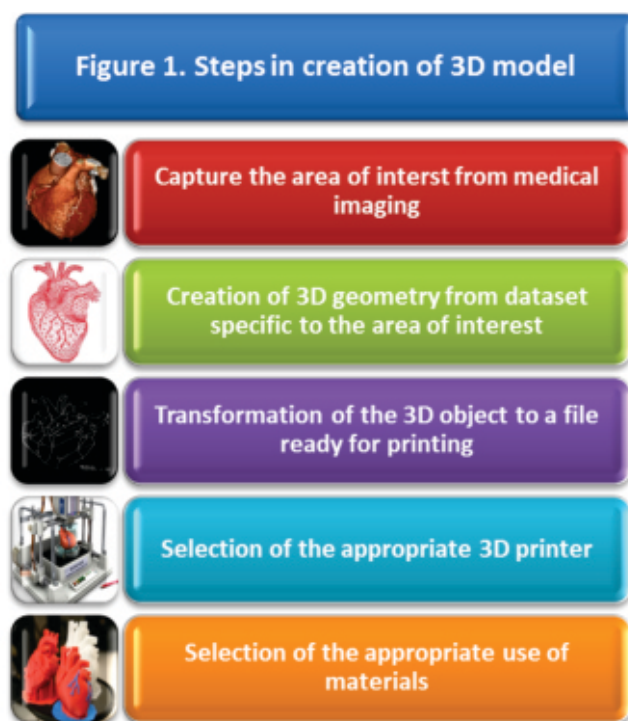 Figure 1. Steps in creation of 3D model
Capture the area of interst from medical
imaging
Creation of 3D geometry from dataset
specific to the area of interest
Transformation of the 3D object to a file
ready for printing
Selection of the appropriate 3D printer
Selection of the appropriate use of
materials